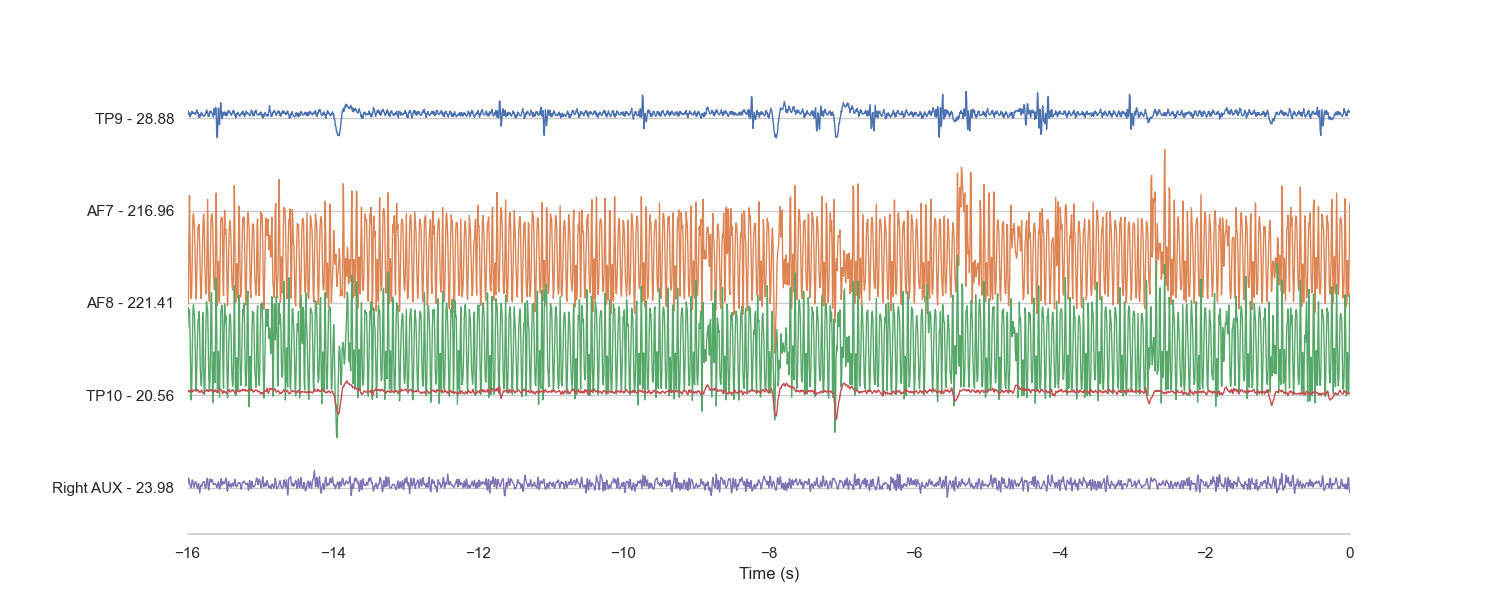 TP9 - 28.88
AF7 - 216.96
AF8 - 221.41
TP10 - 20.56
Right AUX - 23.98
−16 −14 −12 −10 −8 −6 −4 −2 0
Time (s)